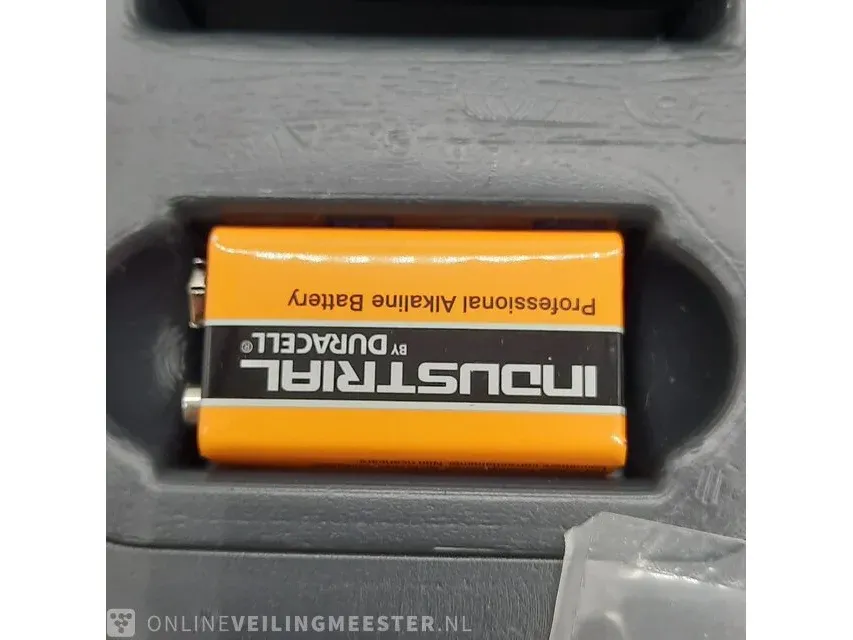 INDUSTRIAL
BY DURACELL®
Professional Alkaline Battery
ONLINEVEILINGMEESTER.NL